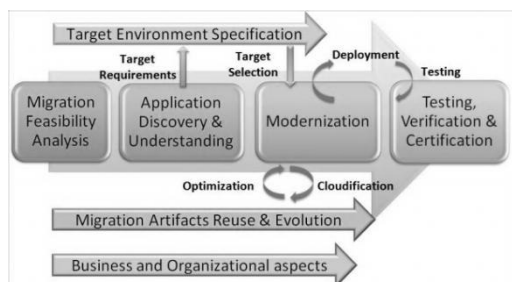 Target Environment Specification
Target
Requirements
Target
Selection
Deployment
Testing
Migration
Feasibility
Analysis
Application
Discovery &
Understanding
Modernization
Testing,
Verification &
Certification
Optimization
Cloudification
Migration Artifacts Reuse & Evolution
Business and Organizational aspects